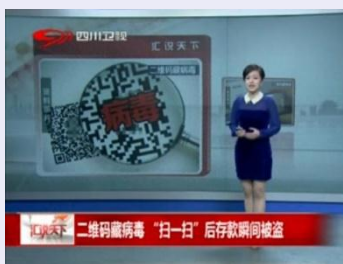 四川卫视
汇说天下
二维码藏病毒
病毒
汇说天下
二维码藏病毒 “扫一扫”后存款瞬间被盗